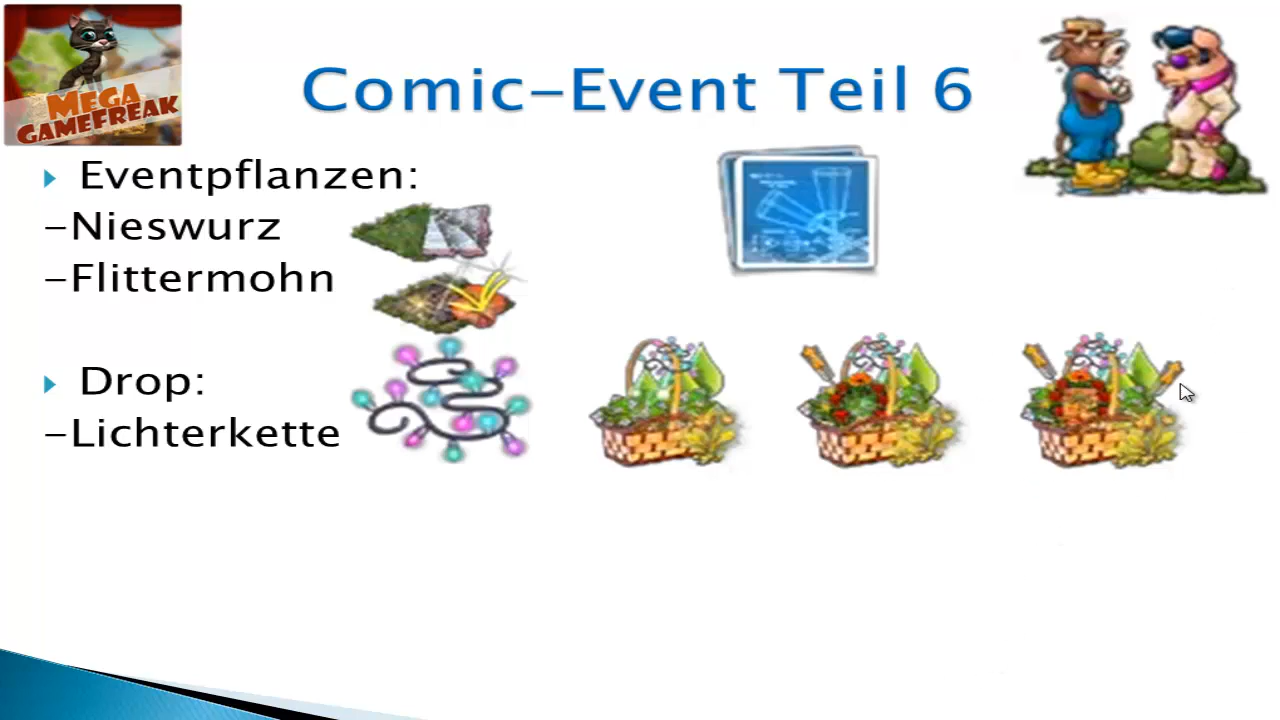 MEGA
GAMEFREAK
Comic-Event Teil 6
Eventpflanzen:
-Nieswurz
-Flittermohn
Drop:
-Lichterkette